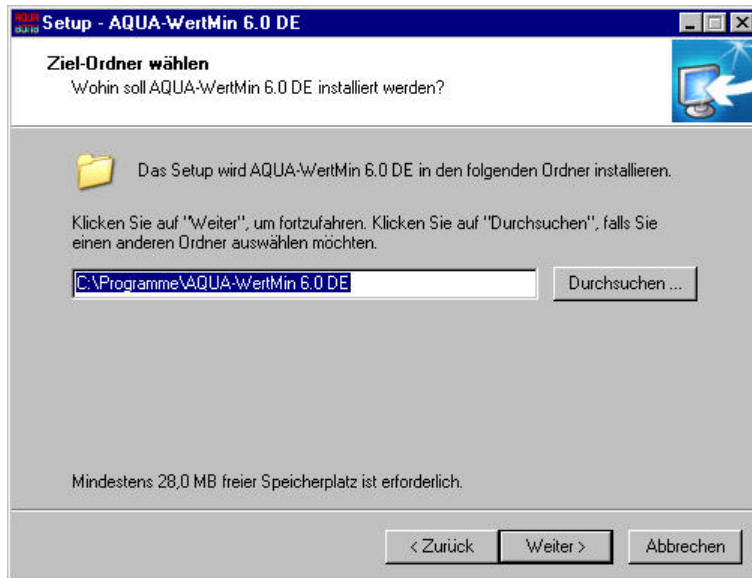 Setup - AQUA-WertMin 6.0 DE
Ziel-Ordner wählen
Wohin soll AQUA-WertMin 6.0 DE installiert werden?
Das Setup wird AQUA-WertMin 6.0 DE in den folgenden Ordner installieren.
Klicken Sie auf "Weiter", um fortzufahren. Klicken Sie auf "Durchsuchen", falls Sie
einen anderen Ordner auswählen möchten.
C:\Programme\AQUA-WertMin 6.0 DE
Durchsuchen ...
Mindestens 28,0 MB freier Speicherplatz ist erforderlich.
< Zurück
Weiter >
Abbrechen